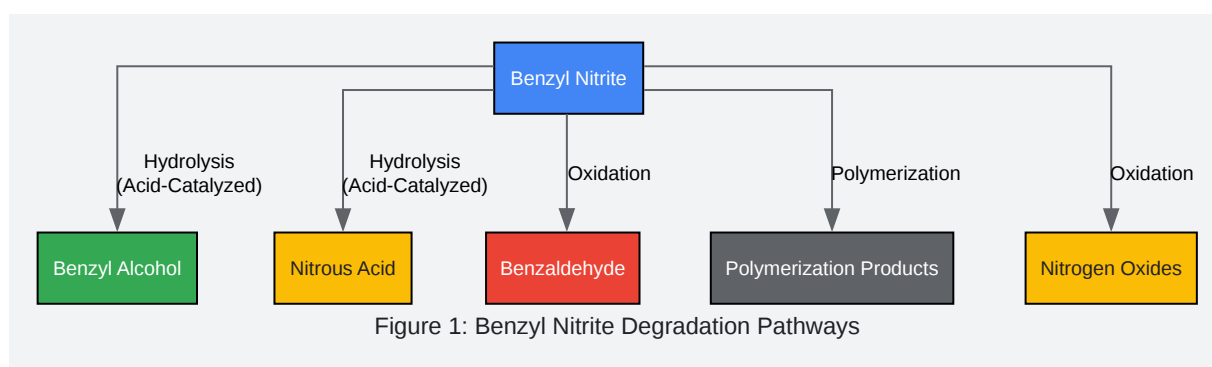 Benzyl Nitrite
Hydrolysis
(Acid-Catalyzed)
Hydrolysis
(Acid-Catalyzed)
Oxidation
Polymerization
Oxidation
Benzyl Alcohol
Nitrous Acid
Benzaldehyde
Polymerization Products
Nitrogen Oxides
Figure 1: Benzyl Nitrite Degradation Pathways